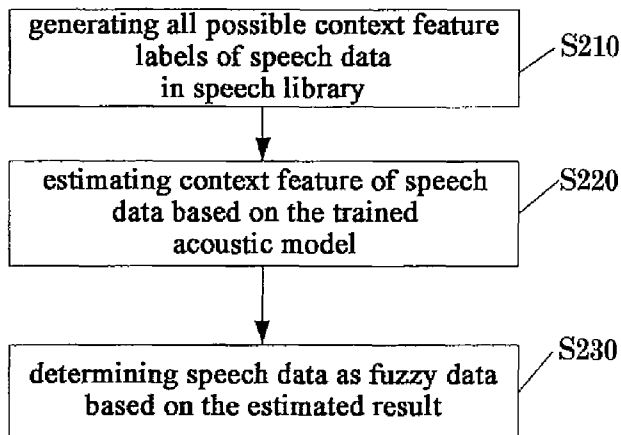 generating all possible context feature
labels of speech data
in speech library
S210
estimating context feature of speech
data based on the trained
acoustic model
S220
determining speech data as fuzzy data
based on the estimated result
S230